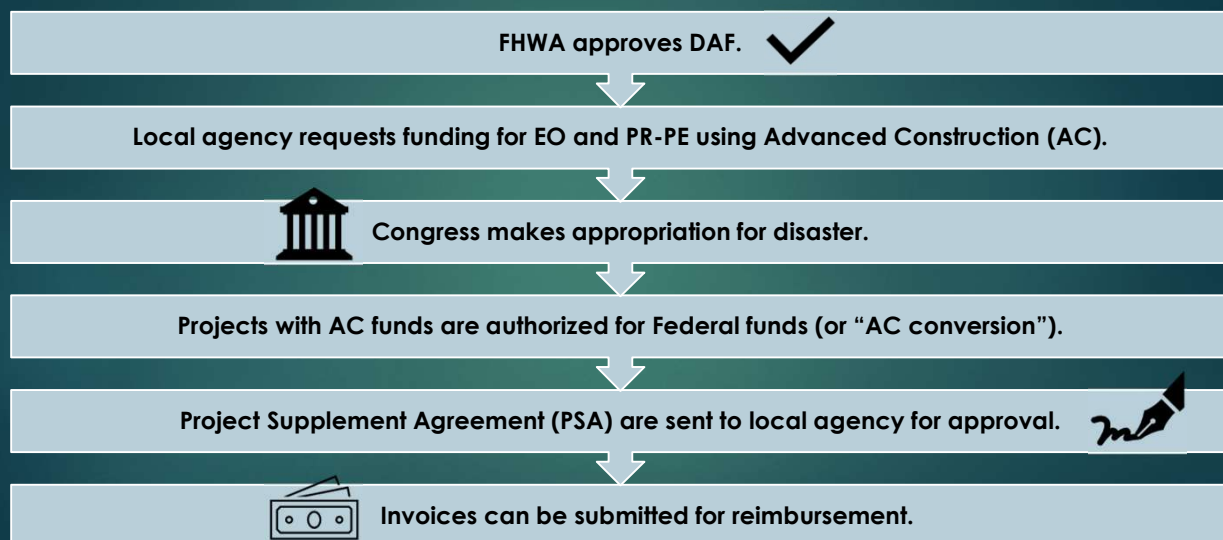 FHWA approves DAF.
Local agency requests funding for EO and PR-PE using Advanced Construction (AC).
Congress makes appropriation for disaster.
Projects with AC funds are authorized for Federal funds (or “AC conversion”).
Project Supplement Agreement (PSA) are sent to local agency for approval.
Invoices can be submitted for reimbursement.